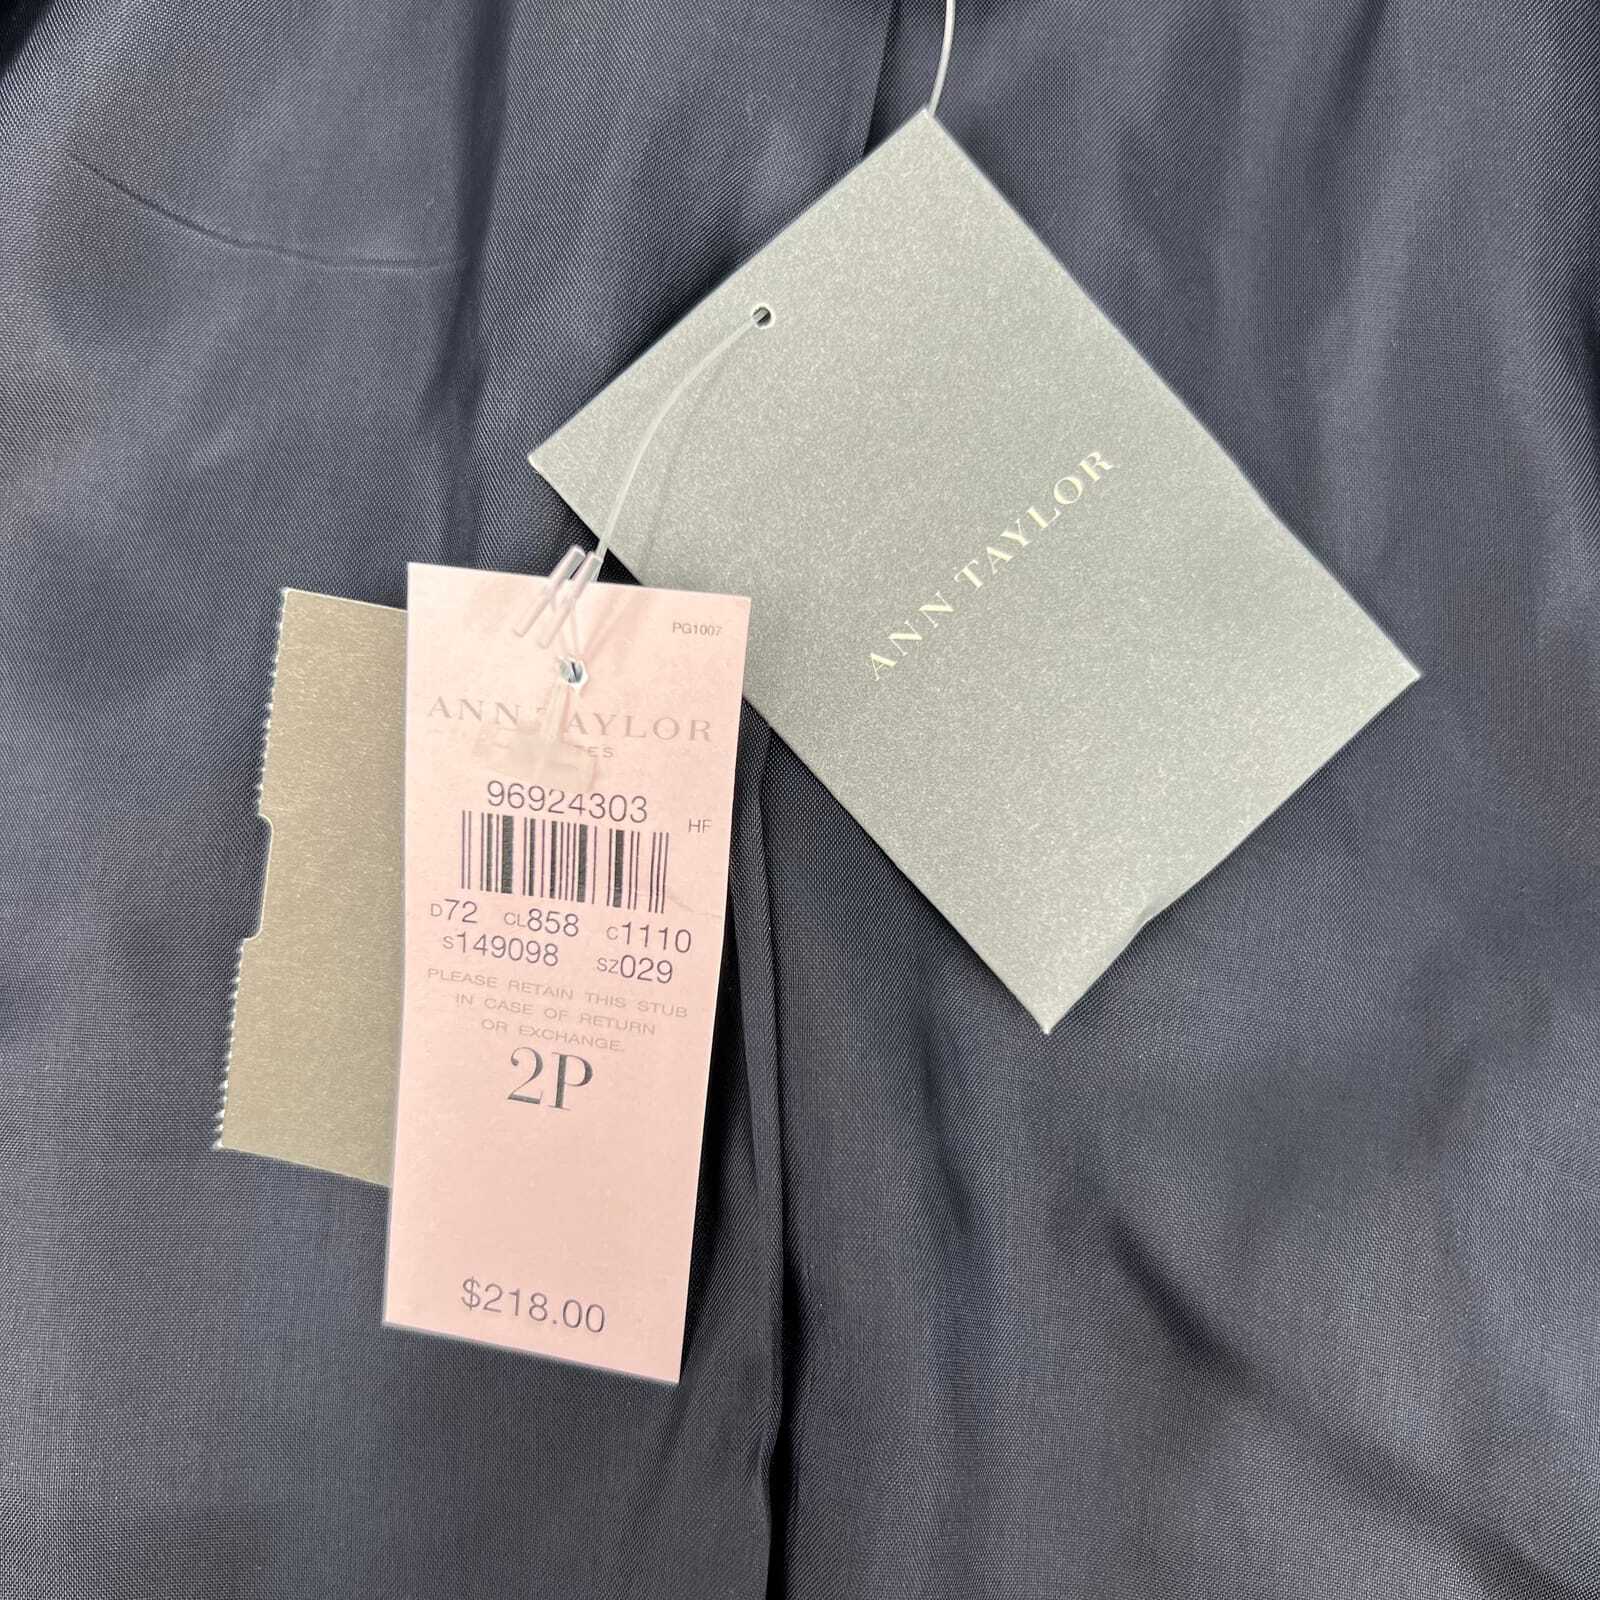 ANN TAYLOR
PG1007
ANN TAYLOR
96924303
HF
D72 CL858 C1110
S149098 SZ029
PLEASE RETAIN THIS STUB
IN CASE OF RETURN
OR EXCHANGE.
2P
$218.00